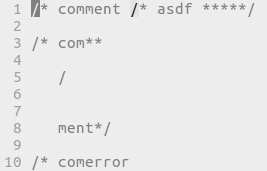 1 /* comment /* asdf *****/
2
3 /* com**
4
5    /
6
7
8    ment*/
9
10 /* comerror